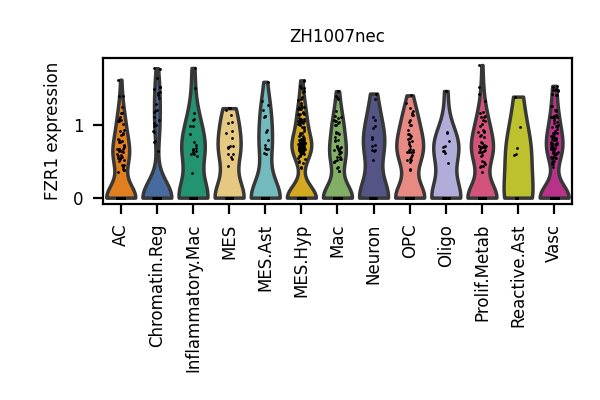 ZH1007nec
FZR1 expression
1
0
AC
Chromatin.Reg
Inflammatory.Mac
MES
MES.Ast
MES.Hyp
Mac
Neuron
OPC
Oligo
Prolif.Metab
Reactive.Ast
Vasc